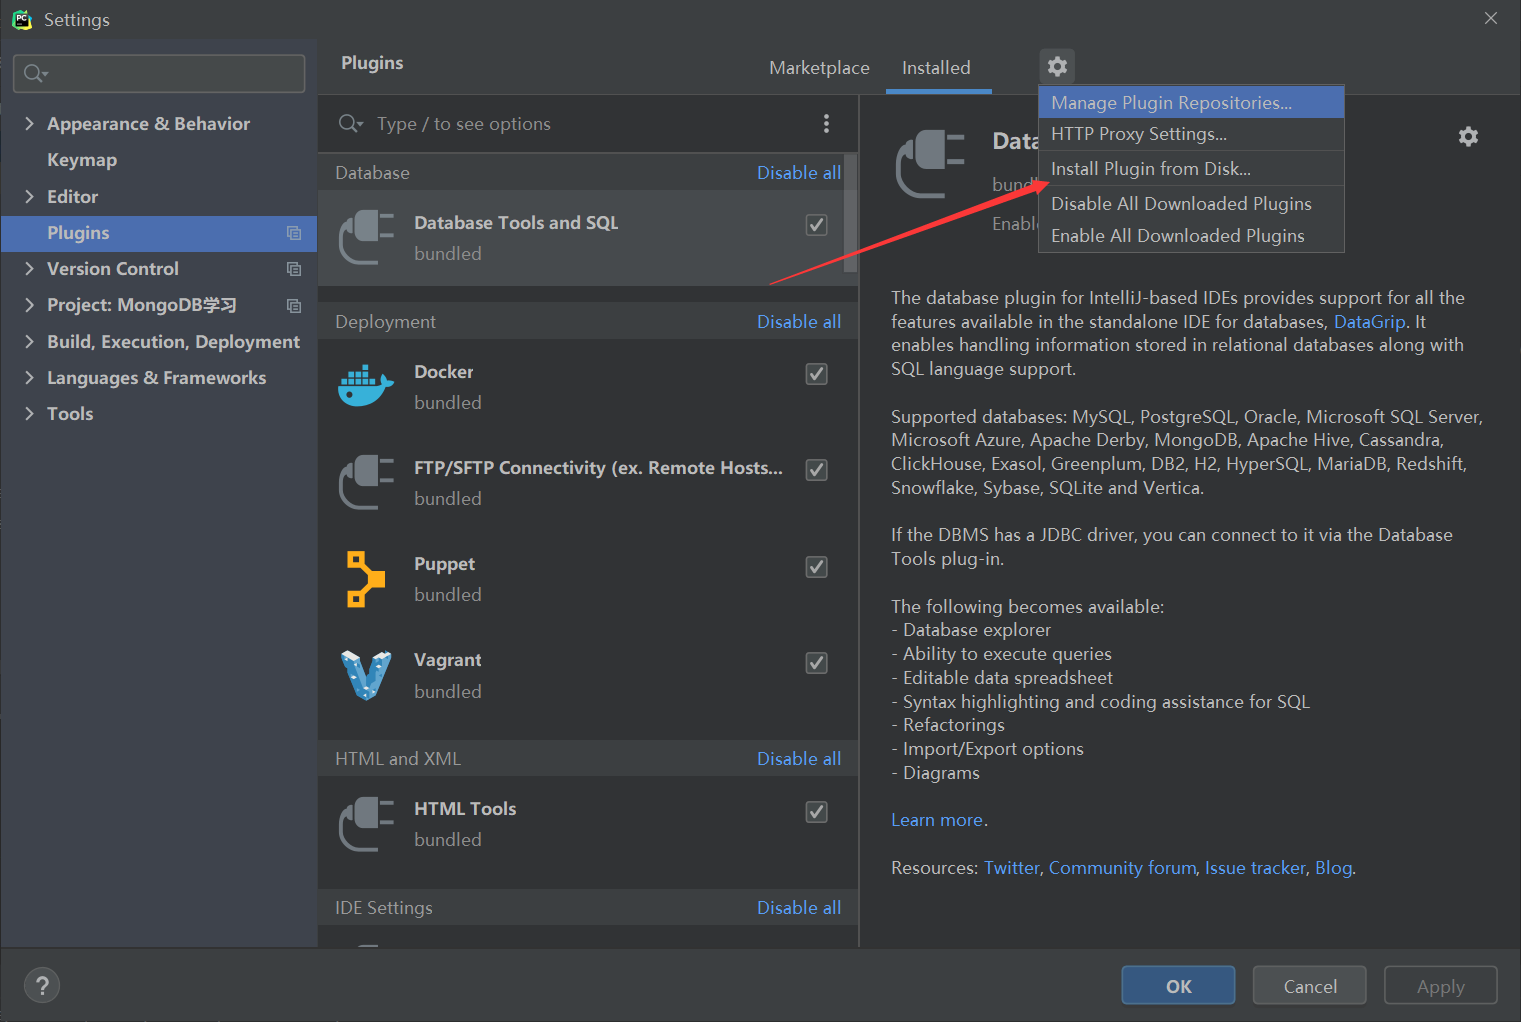 Settings
Appearance & Behavior
Keymap
Editor
Plugins
Version Control
Project: MongoDB学习
Build, Execution, Deployment
Languages & Frameworks
Tools
Plugins
Marketplace
Installed
Type / to see options
Database
Disable all
Database Tools and SQL
bundled
Deployment
Disable all
Docker
bundled
FTP/SFTP Connectivity (ex. Remote Hosts...
bundled
Puppet
bundled
Vagrant
bundled
HTML and XML
Disable all
HTML Tools
bundled
IDE Settings
Disable all
Manage Plugin Repositories...
HTTP Proxy Settings...
Install Plugin from Disk...
Disable All Downloaded Plugins
Enable All Downloaded Plugins
The database plugin for IntelliJ-based IDEs provides support for all the
features available in the standalone IDE for databases, DataGrip. It
enables handling information stored in relational databases along with
SQL language support.
Supported databases: MySQL, PostgreSQL, Oracle, Microsoft SQL Server,
Microsoft Azure, Apache Derby, MongoDB, Apache Hive, Cassandra,
ClickHouse, Exasol, Greenplum, DB2, H2, HyperSQL, MariaDB, Redshift,
Snowflake, Sybase, SQLite and Vertica.
If the DBMS has a JDBC driver, you can connect to it via the Database
Tools plug-in.
The following becomes available:
- Database explorer
- Ability to execute queries
- Editable data spreadsheet
- Syntax highlighting and coding assistance for SQL
- Refactorings
- Import/Export options
- Diagrams
Learn more.
Resources: Twitter, Community forum, Issue tracker, Blog.
?
OK
Cancel
Apply